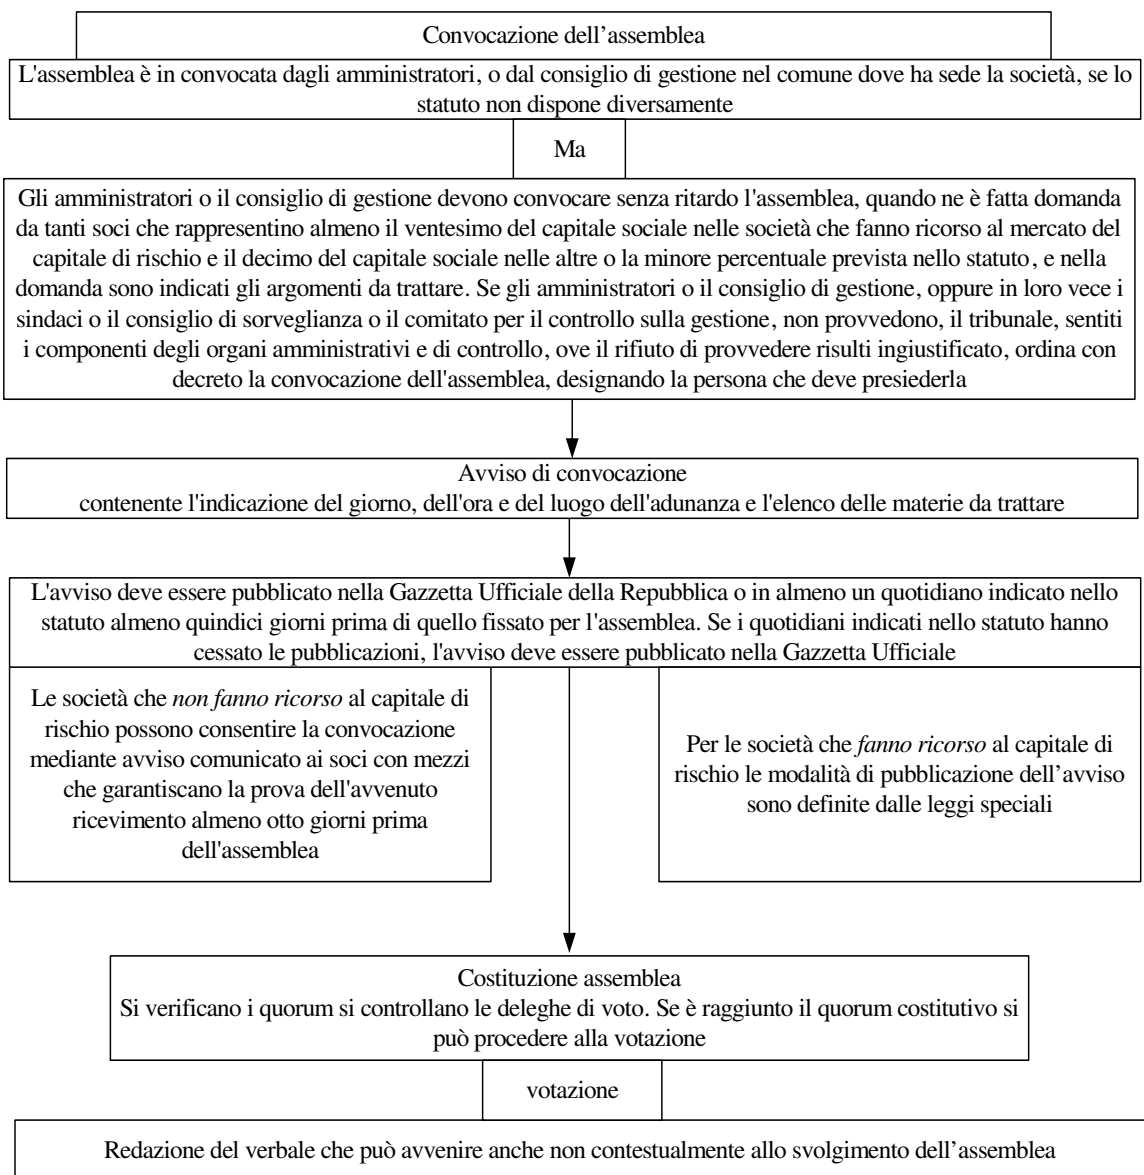 Convocazione dell’assemblea
L'assemblea è in convocata dagli amministratori, o dal consiglio di gestione nel comune dove ha sede la società, se lo
statuto non dispone diversamente
Ma
Gli amministratori o il consiglio di gestione devono convocare senza ritardo l'assemblea, quando ne è fatta domanda
da tanti soci che rappresentino almeno il ventesimo del capitale sociale nelle società che fanno ricorso al mercato del
capitale di rischio e il decimo del capitale sociale nelle altre o la minore percentuale prevista nello statuto, e nella
domanda sono indicati gli argomenti da trattare. Se gli amministratori o il consiglio di gestione, oppure in loro vece i
sindaci o il consiglio di sorveglianza o il comitato per il controllo sulla gestione, non provvedono, il tribunale, sentiti
i componenti degli organi amministrativi e di controllo, ove il rifiuto di provvedere risulti ingiustificato, ordina con
decreto la convocazione dell'assemblea, designando la persona che deve presiederla
Avviso di convocazione
contenente l'indicazione del giorno, dell'ora e del luogo dell'adunanza e l'elenco delle materie da trattare
L'avviso deve essere pubblicato nella Gazzetta Ufficiale della Repubblica o in almeno un quotidiano indicato nello
statuto almeno quindici giorni prima di quello fissato per l'assemblea. Se i quotidiani indicati nello statuto hanno
cessato le pubblicazioni, l'avviso deve essere pubblicato nella Gazzetta Ufficiale
Le società che non fanno ricorso al capitale di
rischio possono consentire la convocazione
mediante avviso comunicato ai soci con mezzi
che garantiscano la prova dell'avvenuto
ricevimento almeno otto giorni prima
dell'assemblea
Per le società che fanno ricorso al capitale di
rischio le modalità di pubblicazione dell’avviso
sono definite dalle leggi speciali
Costituzione assemblea
Si verificano i quorum si controllano le deleghe di voto. Se è raggiunto il quorum costitutivo si
può procedere alla votazione
votazione
Redazione del verbale che può avvenire anche non contestualmente allo svolgimento dell’assemblea